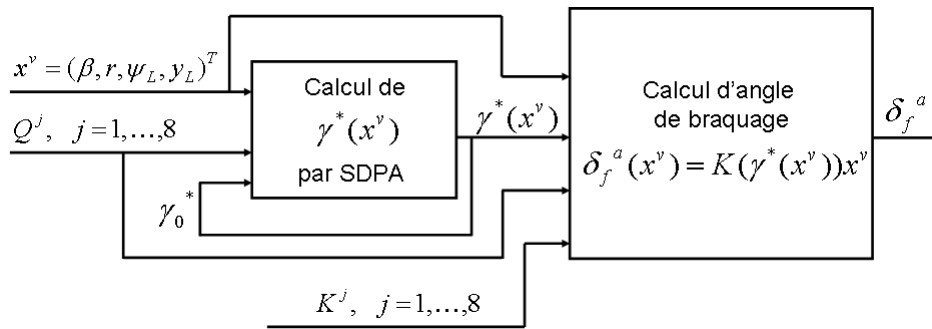 x^v = (β, r, ψ_L, y_L)^T
Q^j, j=1,…,8
Calcul de
γ^*(x^v)
par SDPA
γ_0^*
γ^*(x^v)
K^j, j=1,…,8
Calcul d'angle
de braquage
δ_f^a(x^v) = K(γ^*(x^v))x^v
δ_f^a